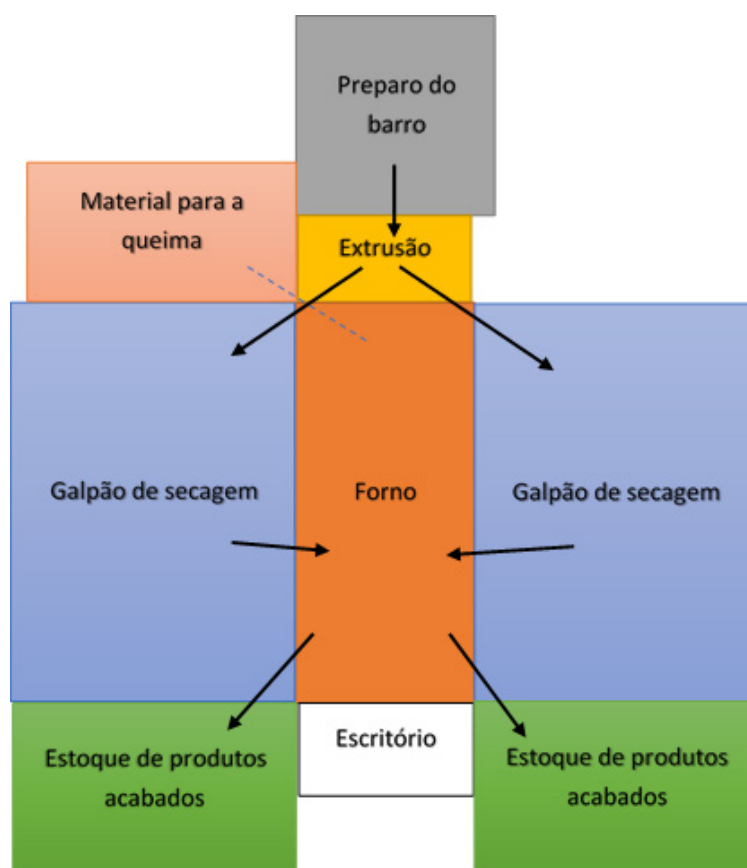 Preparo do
barro
Material para a
queima
Extrusão
Galpão de secagem
Forno
Galpão de secagem
Escritório
Estoque de produtos
acabados
Estoque de produtos
acabados